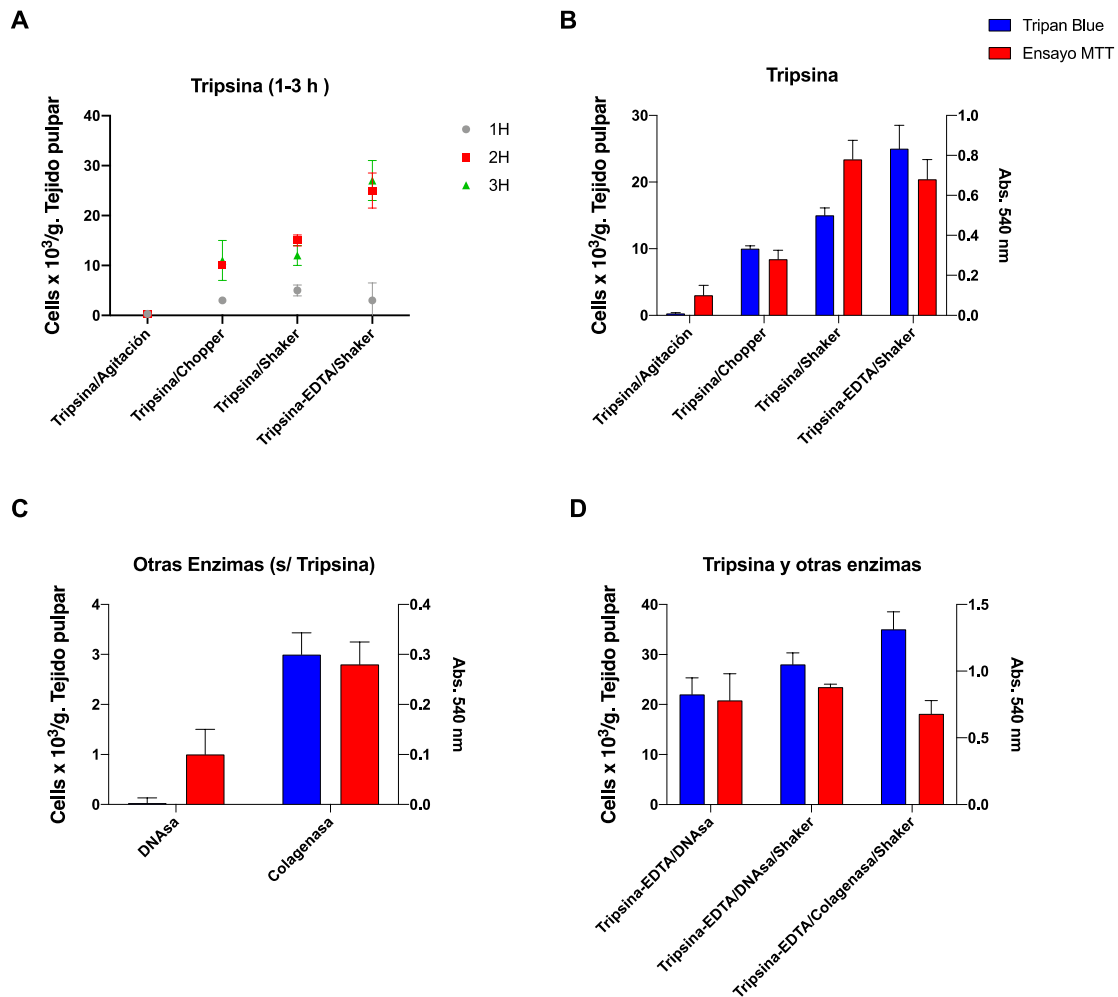 A
Tripsina (1-3 h )
Cells x 10³/g. Tejido pulpar
40
30
20
10
0
Tripsina/Agitación
Tripsina/Chopper
Tripsina/Shaker
Tripsina-EDTA/Shaker
1H
2H
3H
B
Tripan Blue
Ensayo MTT
Tripsina
Cells x 10³/g. Tejido pulpar
30
20
10
0
1.0
0.8
0.6
0.4
0.2
0.0
Abs. 540 nm
Tripsina/Agitación
Tripsina/Chopper
Tripsina/Shaker
Tripsina-EDTA/Shaker
C
Otras Enzimas (s/ Tripsina)
Cells x 10³/g. Tejido pulpar
4
3
2
1
0
0.4
0.3
0.2
0.1
0.0
Abs. 540 nm
DNAsa
Colagenasa
D
Tripsina y otras enzimas
Cells x 10³/g. Tejido pulpar
40
30
20
10
0
1.5
1.0
0.5
0.0
Abs. 540 nm
Tripsina-EDTA/DNAsa
Tripsina-EDTA/DNAsa/Shaker
Tripsina-EDTA/Colagenasa/Shaker